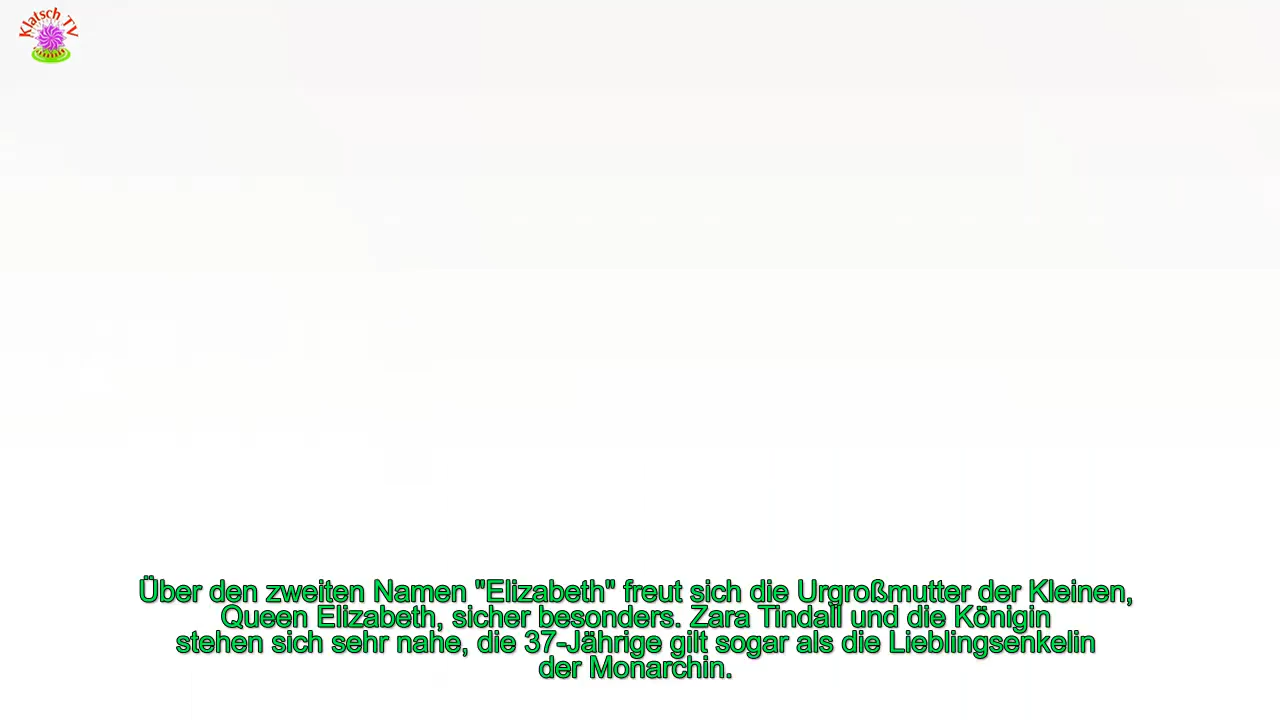 Klatsch TV
Über den zweiten Namen "Elizabeth" freut sich die Urgroßmutter der Kleinen,
Queen Elizabeth, sicher besonders. Zara Tindall und die Königin
stehen sich sehr nahe, die 37-Jährige gilt sogar als die Lieblingsenkelin
der Monarchin.